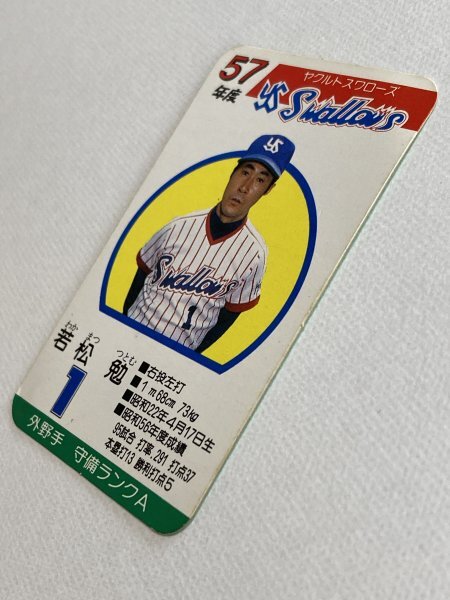 57
年度
ヤクルトスワローズ
YS Swallows
YS
Swallows
1
わか まつ つとむ
若松 勉
1
■右投左打
■1m68cm 73kg
■昭和22年4月17日生
■昭和56年度成績
95試合 打率.291 打点37
本塁打13 勝利打点5
外野手 守備ランクA